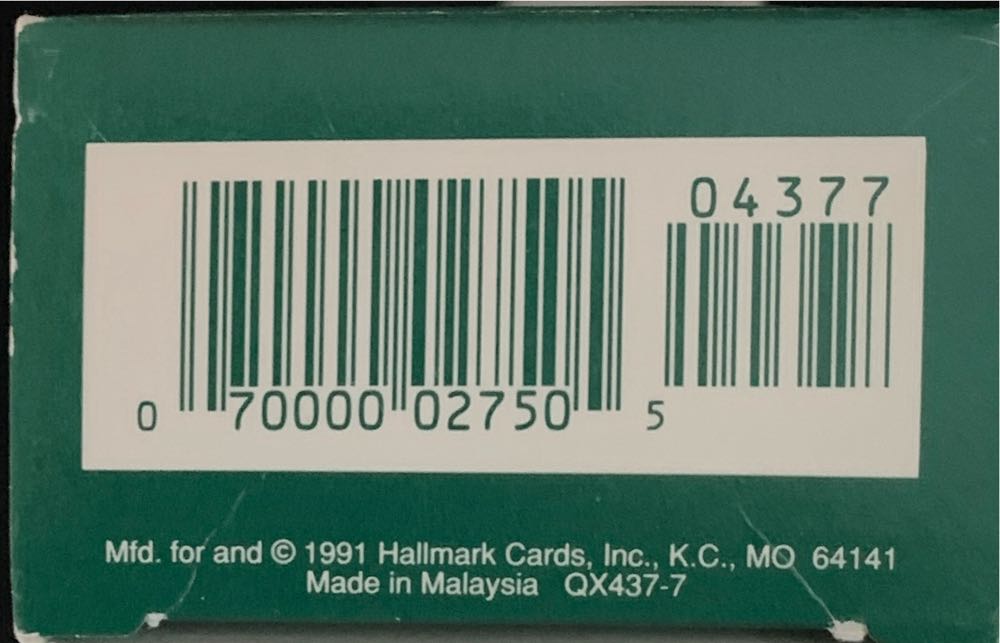 04377
0 70000 02750 5
Mfd. for and © 1991 Hallmark Cards, Inc., K.C., MO 64141
Made in Malaysia QX437-7